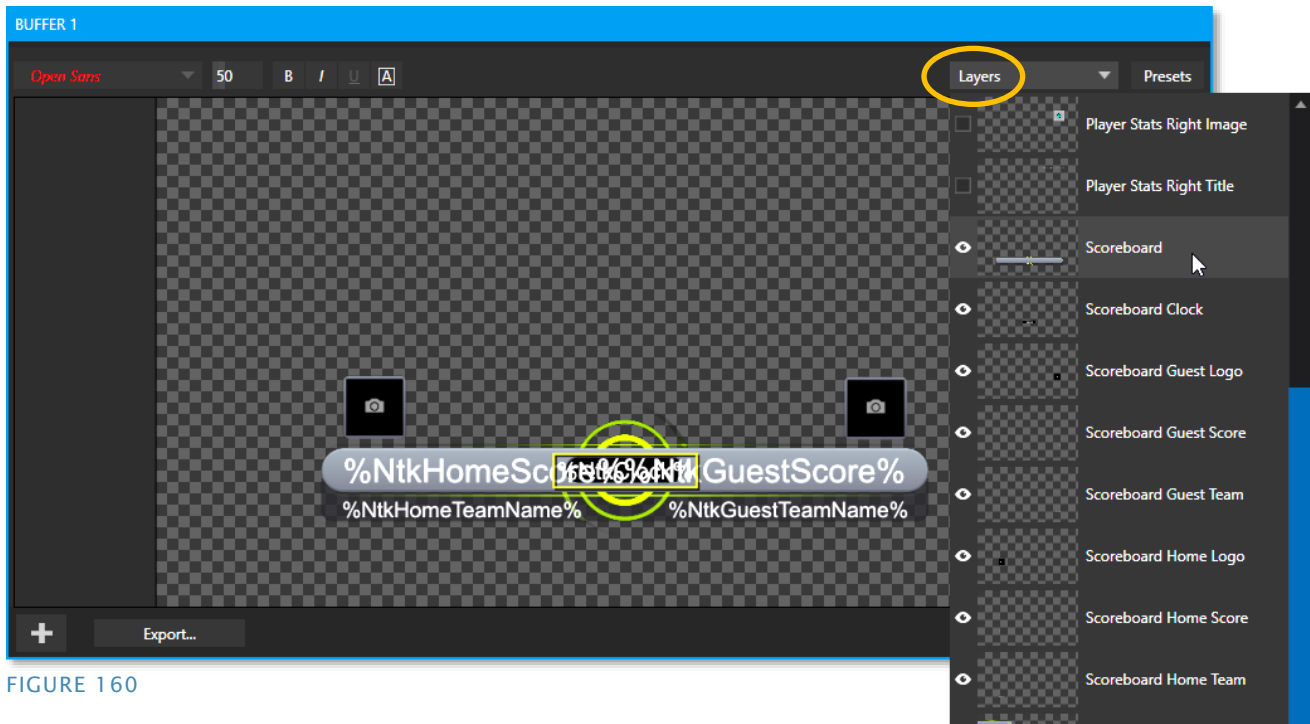 BUFFER 1
Open Sans 50 B I U A Layers Presets
Player Stats Right Image
Player Stats Right Title
Scoreboard
Scoreboard Clock
Scoreboard Guest Logo
Scoreboard Guest Score
Scoreboard Guest Team
Scoreboard Home Logo
Scoreboard Home Score
Scoreboard Home Team
%NtkHomeScore% %NtkGuestScore%
%NtkHomeTeamName% %NtkGuestTeamName%
Export...
FIGURE 160